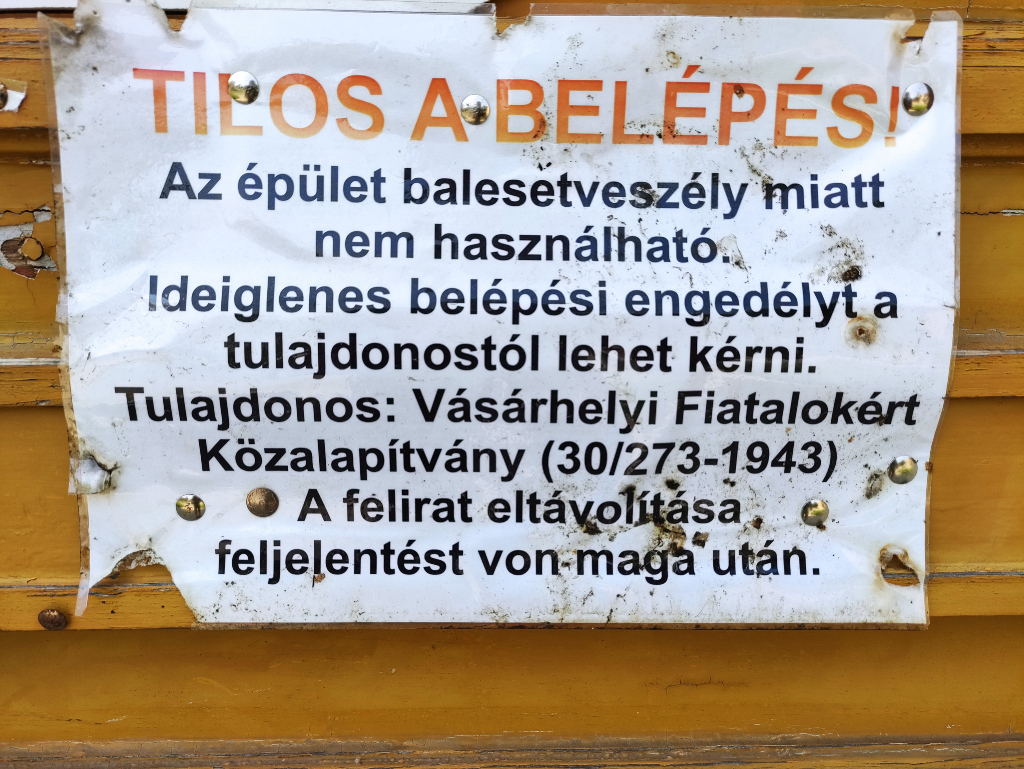 TILOS A BELÉPÉS!
Az épület balesetveszély miatt
nem használható.
Ideiglenes belépési engedélyt a
tulajdonostól lehet kérni.
Tulajdonos: Vásárhelyi Fiatalokért
Közalapítvány (30/273-1943)
A felirat eltávolítása
feljelentést von maga után.